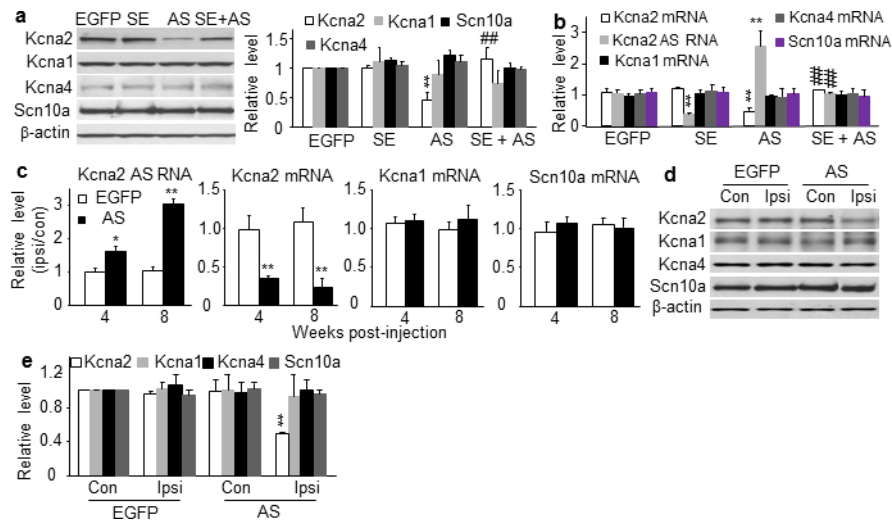 a
EGFP SE AS SE+AS
Kcna2
Kcna1
Kcna4
Scn10a
β-actin
Relative level
Kcna2 Kcna1 Scn10a
Kcna4
1.5
1
0.5
0
** ##
EGFP SE AS SE + AS
b
Relative level
Kcna2 mRNA Kcna4 mRNA
Kcna2 AS RNA Scn10a mRNA
Kcna1 mRNA
3
2
1
0
** ** **
EGFP SE AS SE + AS
c
Relative level
(ipsi/con)
Kcna2 AS RNA
EGFP
AS
3
2
1
0
* **
4 8
Kcna2 mRNA
1.5
1.0
0.5
0
** **
4 8
Kcna1 mRNA
1.5
1.0
0.5
0
4 8
Scn10a mRNA
1.5
1.0
0.5
0
4 8
Weeks post-injection
d
EGFP AS
Con Ipsi Con Ipsi
Kcna2
Kcna1
Kcna4
Scn10a
β-actin
e
Kcna2 Kcna1 Kcna4 Scn10a
Relative level
1.2
0.8
0.4
0
**
Con Ipsi Con Ipsi
EGFP AS